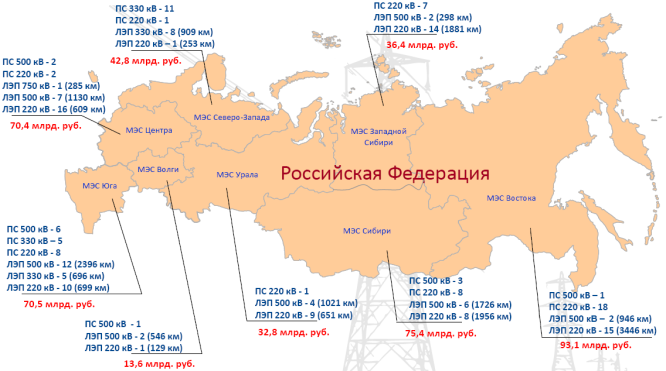 ПС 330 кВ - 11
ПС 220 кВ - 1
ЛЭП 330 кВ - 8 (909 км)
ЛЭП 220 кВ – 1 (253 км)
42,8 млрд. руб.
ПС 220 кВ - 7
ЛЭП 500 кВ - 2 (298 км)
ЛЭП 220 кВ - 14 (1881 км)
36,4 млрд. руб.
ПС 500 кВ - 2
ПС 220 кВ - 2
ЛЭП 750 кВ - 1 (285 км)
ЛЭП 500 кВ - 7 (1130 км)
ЛЭП 220 кВ - 16 (609 км)
70,4 млрд. руб.
МЭС Северо-Запада
МЭС Центра
МЭС Западной
Сибири
МЭС Волги
МЭС Урала
Российская Федерация
МЭС Юга
МЭС Востока
МЭС Сибири
ПС 500 кВ - 6
ПС 330 кВ – 5
ПС 220 кВ - 8
ЛЭП 500 кВ - 12 (2396 км)
ЛЭП 330 кВ - 5 (696 км)
ЛЭП 220 кВ - 10 (699 км)
70,5 млрд. руб.
ПС 500 кВ - 1
ЛЭП 500 кВ - 2 (546 км)
ЛЭП 220 кВ - 1 (129 км)
13,6 млрд. руб.
ПС 220 кВ - 1
ЛЭП 500 кВ - 4 (1021 км)
ЛЭП 220 кВ - 9 (651 км)
32,8 млрд. руб.
ПС 500 кВ - 3
ПС 220 кВ - 8
ЛЭП 500 кВ - 6 (1726 км)
ЛЭП 220 кВ - 8 (1956 км)
75,4 млрд. руб.
ПС 500 кВ – 1
ПС 220 кВ - 18
ЛЭП 500 кВ – 2 (946 км)
ЛЭП 220 кВ - 15 (3446 км)
93,1 млрд. руб.